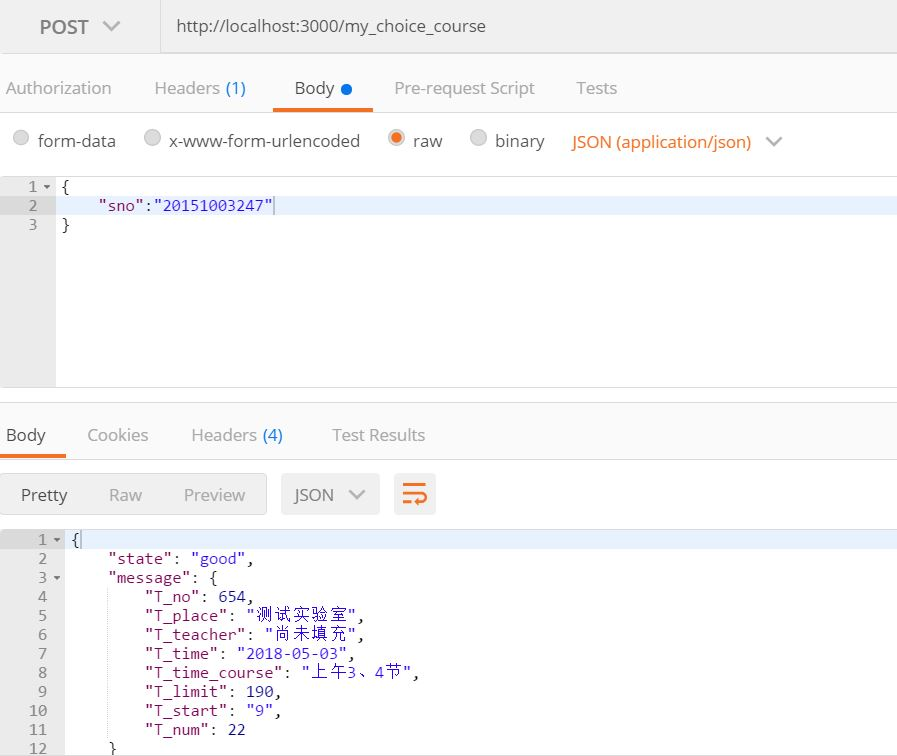 POST http://localhost:3000/my_choice_course
Authorization Headers (1) Body Pre-request Script Tests
form-data x-www-form-urlencoded raw binary JSON (application/json)
1 {
2 "sno":"20151003247"
3 }
Body Cookies Headers (4) Test Results
Pretty Raw Preview JSON
1 {
2 "state": "good",
3 "message": {
4 "T_no": 654,
5 "T_place": "测试实验室",
6 "T_teacher": "尚未填充",
7 "T_time": "2018-05-03",
8 "T_time_course": "上午3、4节",
9 "T_limit": 190,
10 "T_start": "9",
11 "T_num": 22
12 }